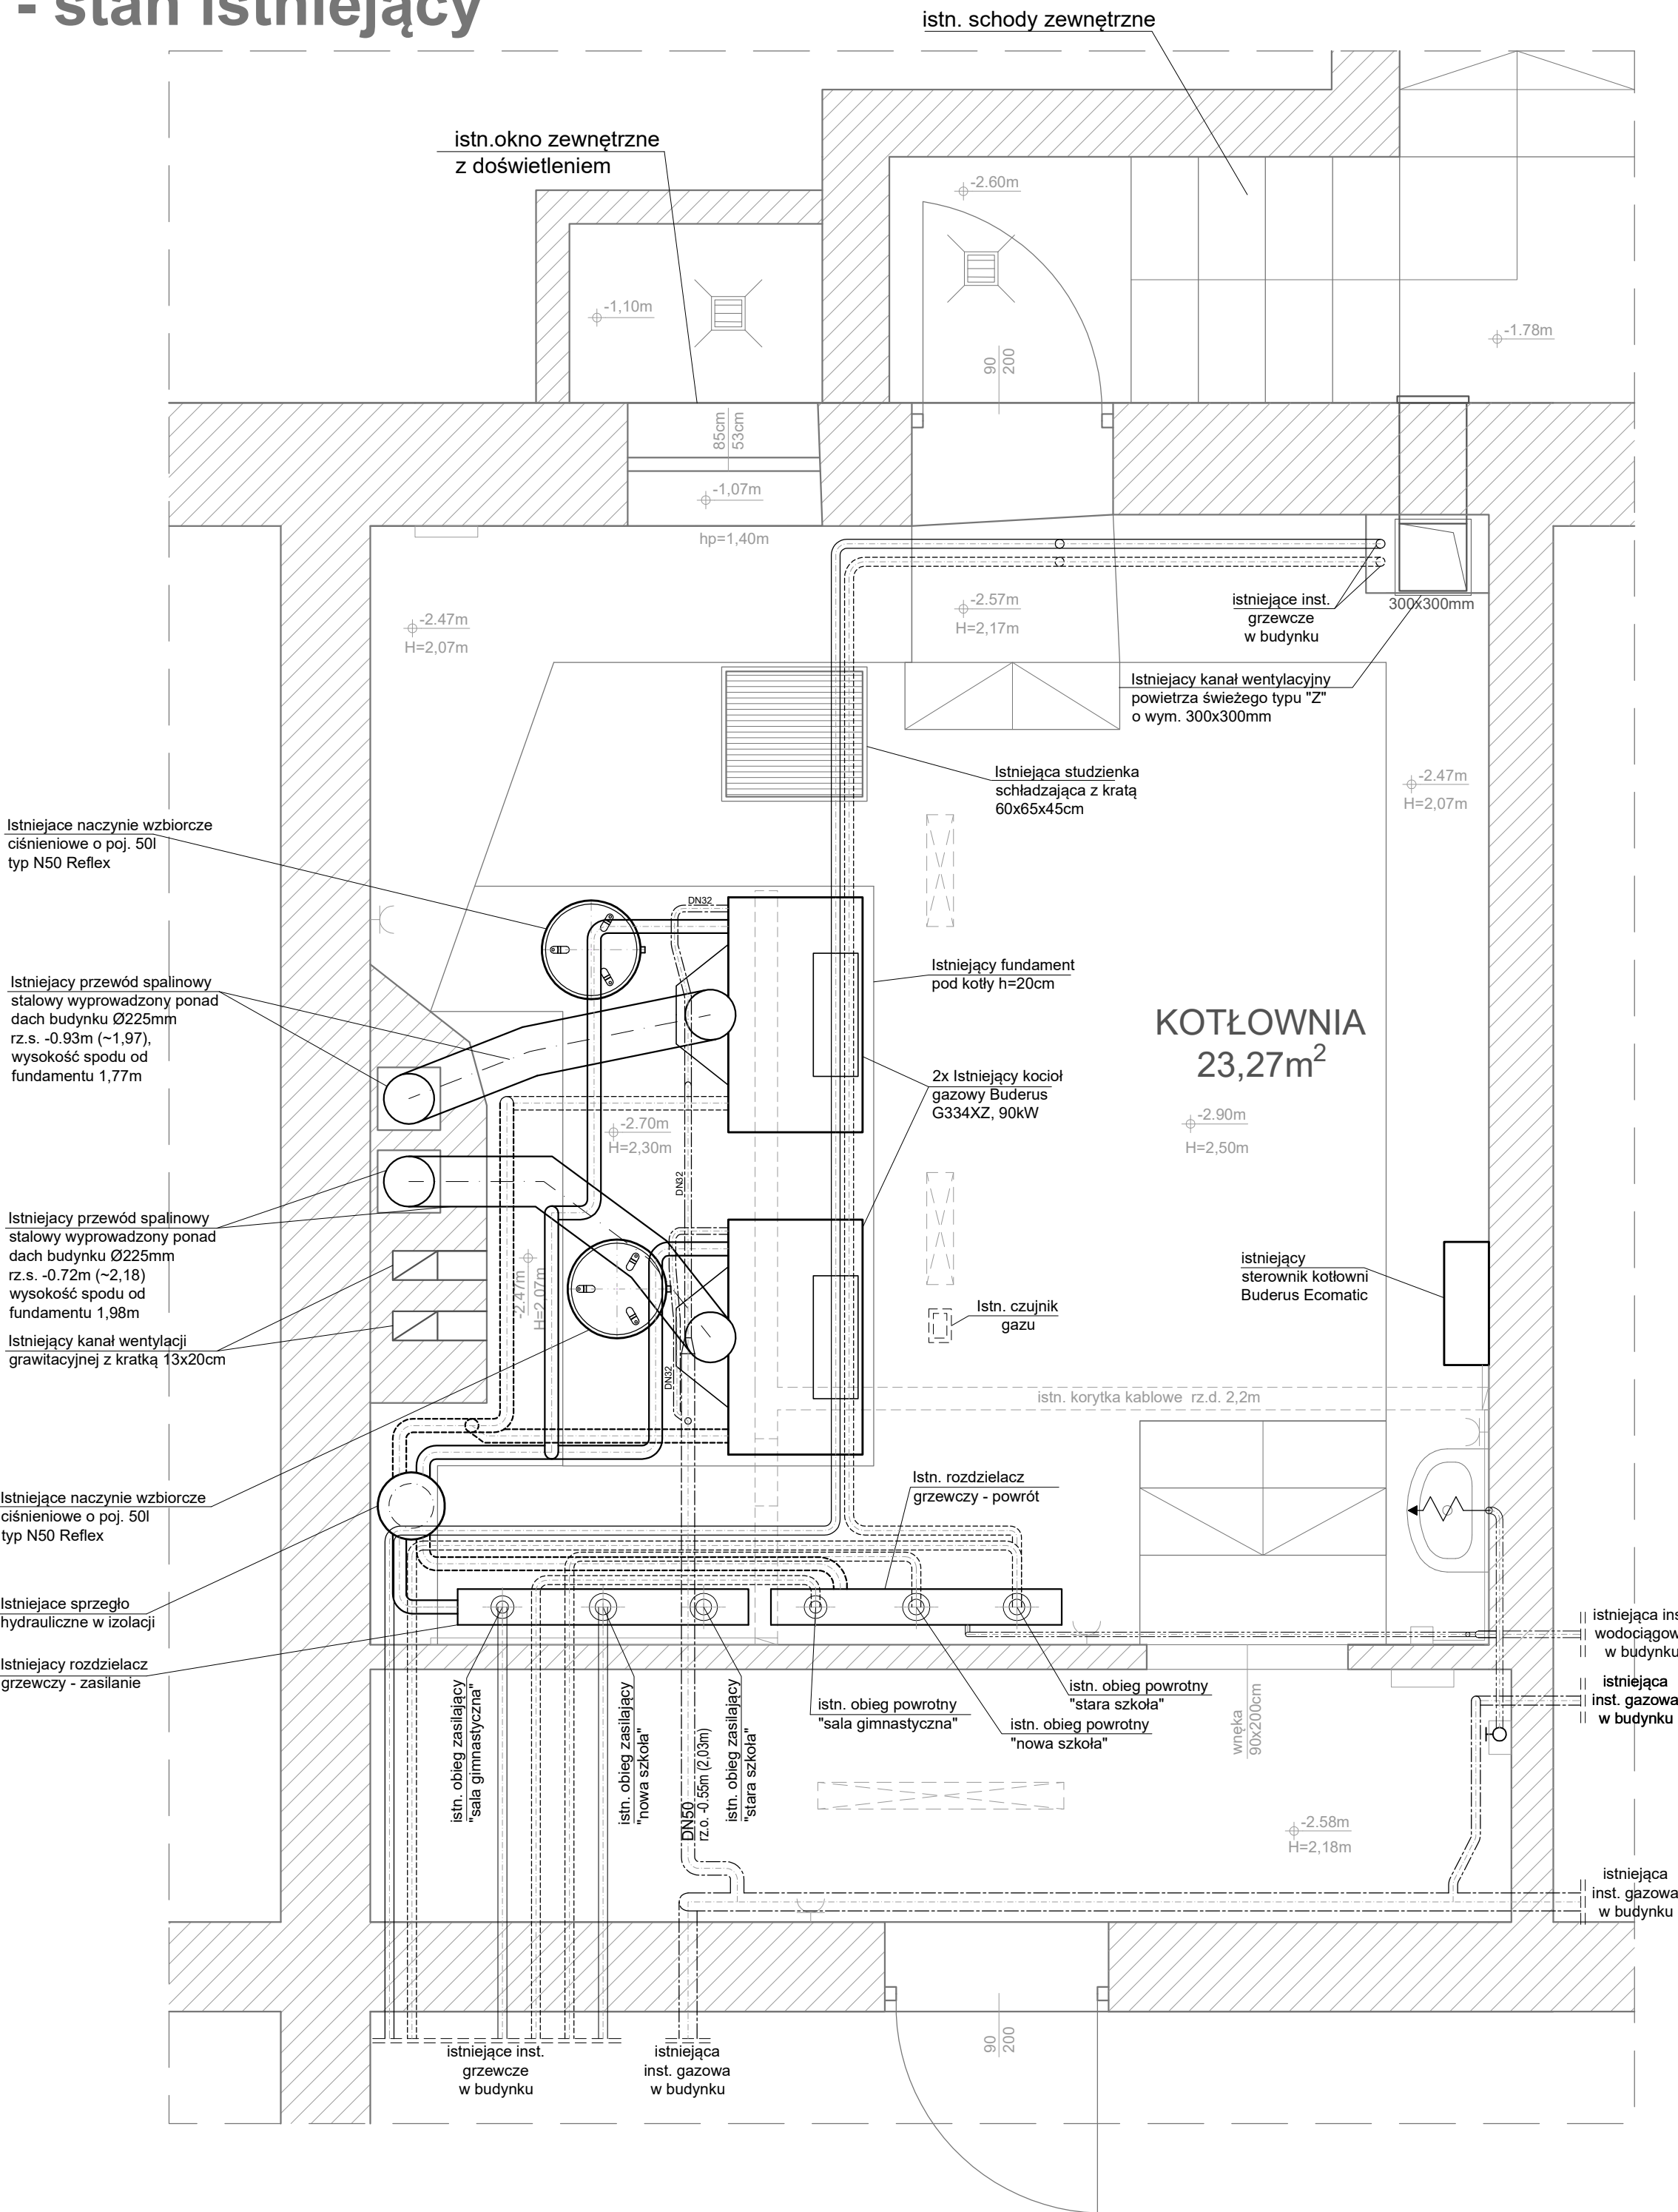 - stan istniejący
istn. schody zewnętrzne
istn.okno zewnętrzne
z doświetleniem
-2.60m
-1,10m
-1.78m
90
200
85cm
53cm
-1,07m
hp=1,40m
-2.47m
H=2,07m
-2.57m
H=2,17m
istniejące inst.
grzewcze
w budynku
300x300mm
Istniejacy kanał wentylacyjny
powietrza świeżego typu "Z"
o wym. 300x300mm
Istniejąca studzienka
schładzająca z kratą
60x65x45cm
-2.47m
H=2,07m
Istniejace naczynie wzbiorcze
ciśnieniowe o poj. 50l
typ N50 Reflex
DN32
Istniejący fundament
pod kotły h=20cm
Istniejacy przewód spalinowy
stalowy wyprowadzony ponad
dach budynku Ø225mm
rz.s. -0.93m (~1,97),
wysokość spodu od
fundamentu 1,77m
KOTŁOWNIA
23,27m2
2x Istniejący kocioł
gazowy Buderus
G334XZ, 90kW
-2.70m
H=2,30m
-2.90m
H=2,50m
DN32
Istniejacy przewód spalinowy
stalowy wyprowadzony ponad
dach budynku Ø225mm
rz.s. -0.72m (~2,18)
wysokość spodu od
fundamentu 1,98m
-2.47m
H=2,07m
istniejący
sterownik kotłowni
Buderus Ecomatic
Istn. czujnik
gazu
Istniejący kanał wentylacji
grawitacyjnej z kratką 13x20cm
DN32
istn. korytka kablowe rz.d. 2,2m
Istn. rozdzielacz
grzewczy - powrót
Istniejące naczynie wzbiorcze
ciśnieniowe o poj. 50l
typ N50 Reflex
Istniejace sprzegło
hydrauliczne w izolacji
Istniejacy rozdzielacz
grzewczy - zasilanie
istniejąca ins
wodociągow
w budynku
istniejąca
inst. gazowa
w budynku
istn. obieg zasilający
"sala gimnastyczna"
istn. obieg zasilający
"nowa szkoła"
DN50
rz.o. -0.55m (2,03m)
istn. obieg zasilający
"stara szkoła"
istn. obieg powrotny
"sala gimnastyczna"
istn. obieg powrotny
"stara szkoła"
istn. obieg powrotny
"nowa szkoła"
wnęka
90x200cm
-2.58m
H=2,18m
istniejąca
inst. gazowa
w budynku
90
200
istniejące inst.
grzewcze
w budynku
istniejąca
inst. gazowa
w budynku